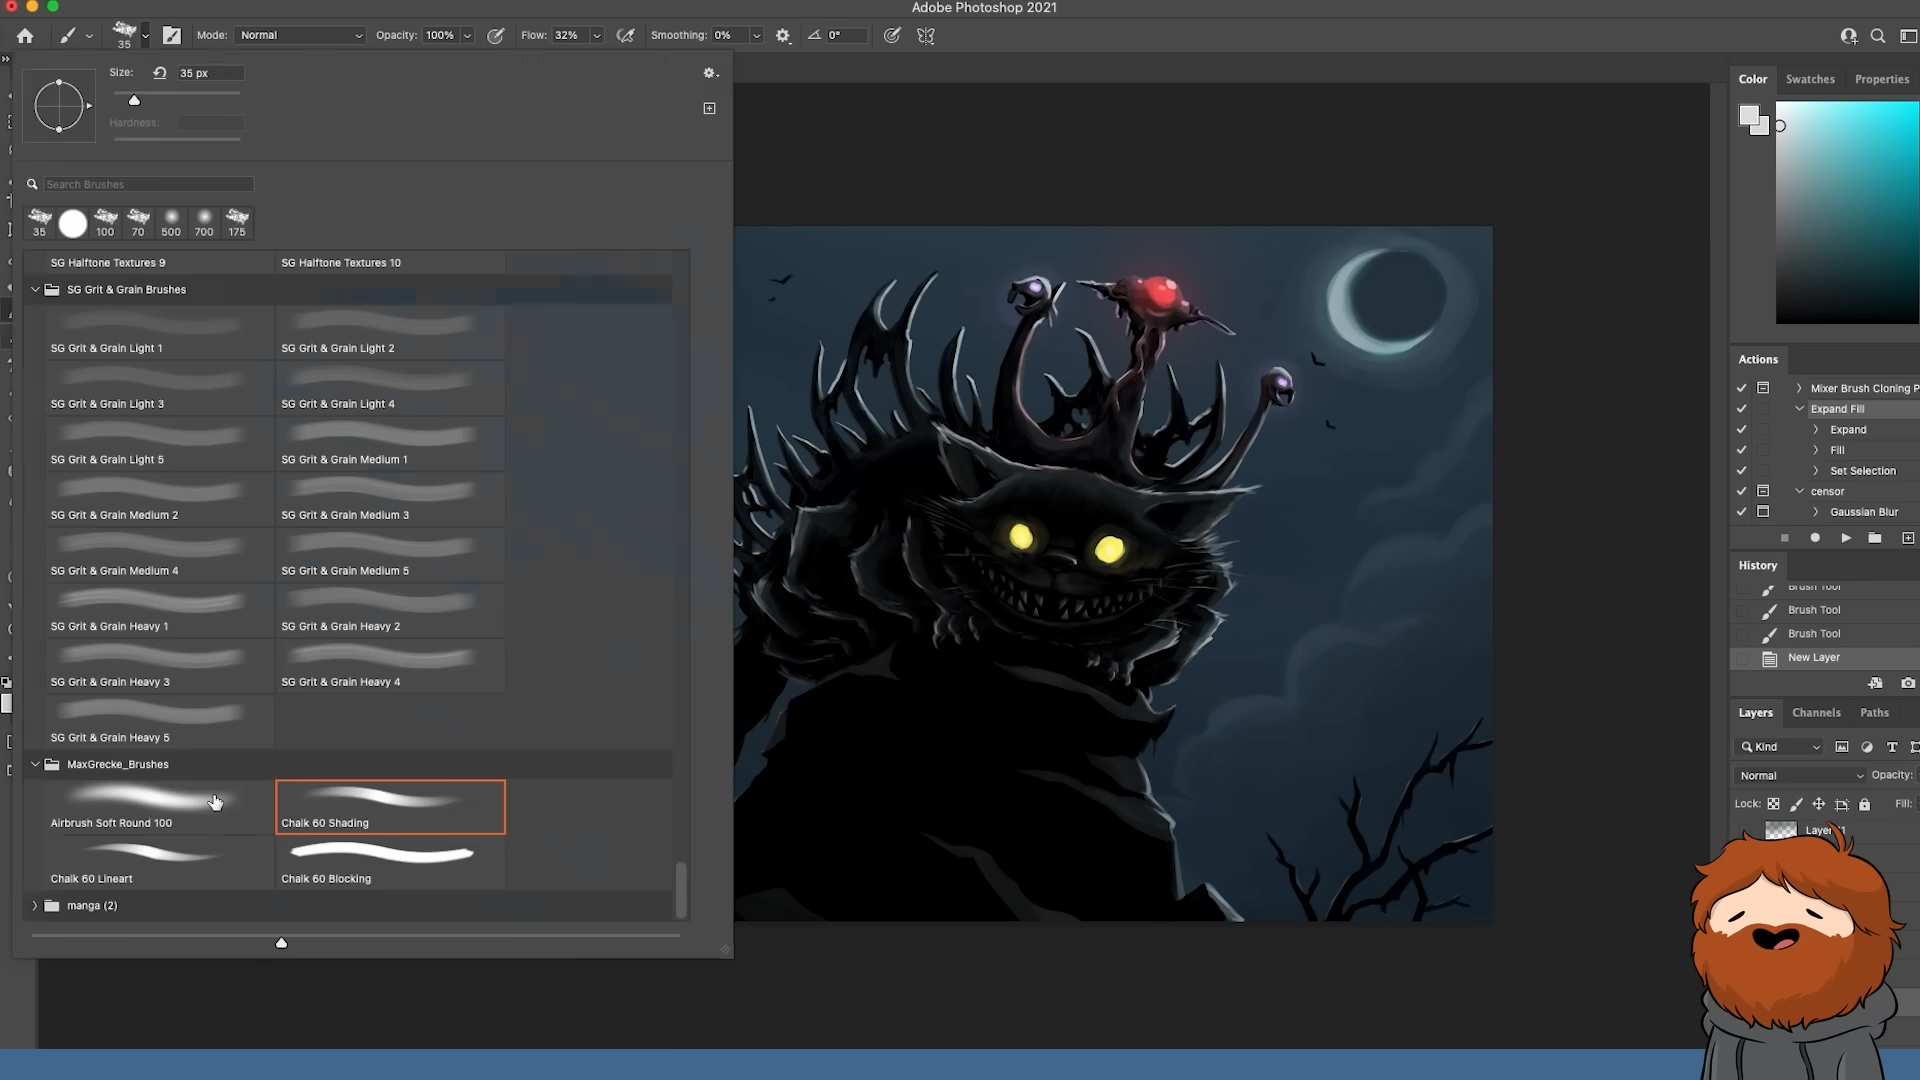 Adobe Photoshop 2021
35
Mode: Normal
Opacity: 100%
Flow: 32%
Smoothing: 0%
0°
Size: 35 px
Hardness:
Search Brushes
35 100 70 500 700 175
SG Halftone Textures 9
SG Halftone Textures 10
SG Grit & Grain Brushes
SG Grit & Grain Light 1
SG Grit & Grain Light 2
SG Grit & Grain Light 3
SG Grit & Grain Light 4
SG Grit & Grain Light 5
SG Grit & Grain Medium 1
SG Grit & Grain Medium 2
SG Grit & Grain Medium 3
SG Grit & Grain Medium 4
SG Grit & Grain Medium 5
SG Grit & Grain Heavy 1
SG Grit & Grain Heavy 2
SG Grit & Grain Heavy 3
SG Grit & Grain Heavy 4
SG Grit & Grain Heavy 5
MaxGrecke_Brushes
Airbrush Soft Round 100
Chalk 60 Shading
Chalk 60 Lineart
Chalk 60 Blocking
manga (2)
Color Swatches Properties
Actions
Mixer Brush Cloning P
Expand Fill
Expand
Fill
Set Selection
censor
Gaussian Blur
History
Brush Tool
Brush Tool
Brush Tool
New Layer
Layers Channels Paths
Kind
Normal Opacity:
Lock: Fill: